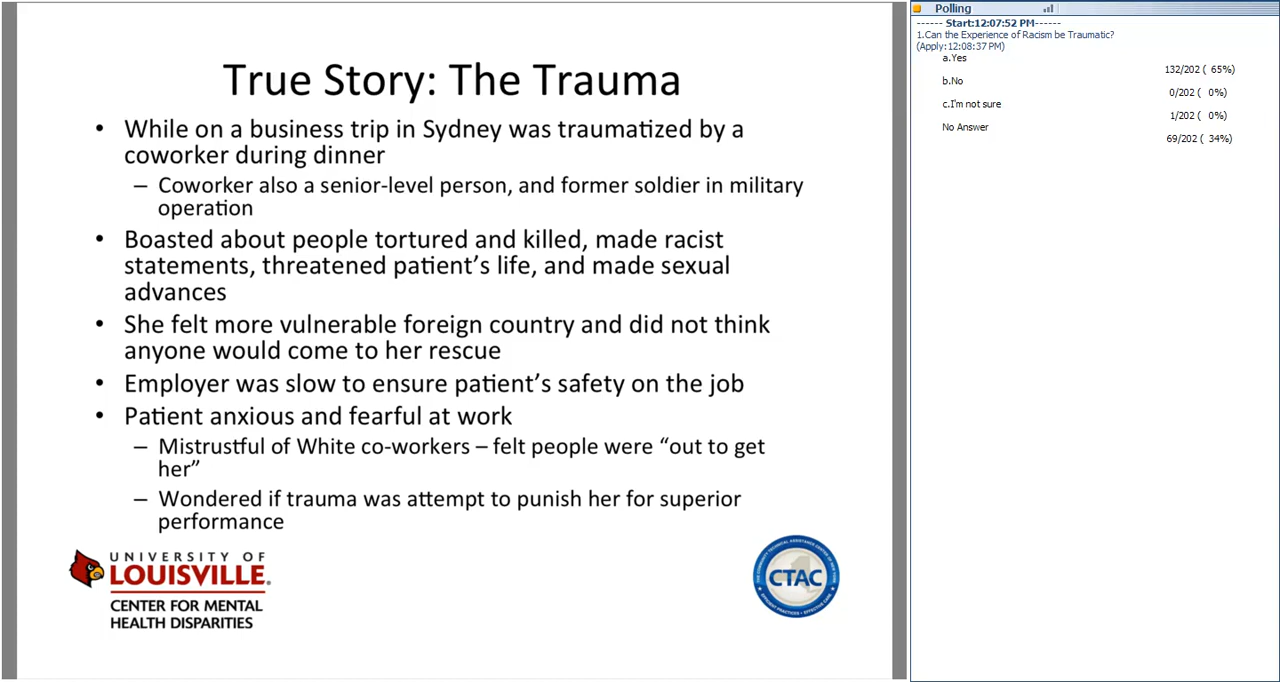 True Story: The Trauma
• While on a business trip in Sydney was traumatized by a
coworker during dinner
– Coworker also a senior-level person, and former soldier in military
operation
• Boasted about people tortured and killed, made racist
statements, threatened patient's life, and made sexual
advances
• She felt more vulnerable foreign country and did not think
anyone would come to her rescue
• Employer was slow to ensure patient's safety on the job
• Patient anxious and fearful at work
– Mistrustful of White co-workers – felt people were “out to get
her”
– Wondered if trauma was attempt to punish her for superior
performance
UNIVERSITY OF
LOUISVILLE.
CENTER FOR MENTAL
HEALTH DISPARITIES
CTAC
Polling
------ Start:12:07:52 PM------
1.Can the Experience of Racism be Traumatic?
(Apply:12:08:37 PM)
a.Yes
132/202 ( 65%)
b.No
0/202 ( 0%)
c.I'm not sure
1/202 ( 0%)
No Answer
69/202 ( 34%)